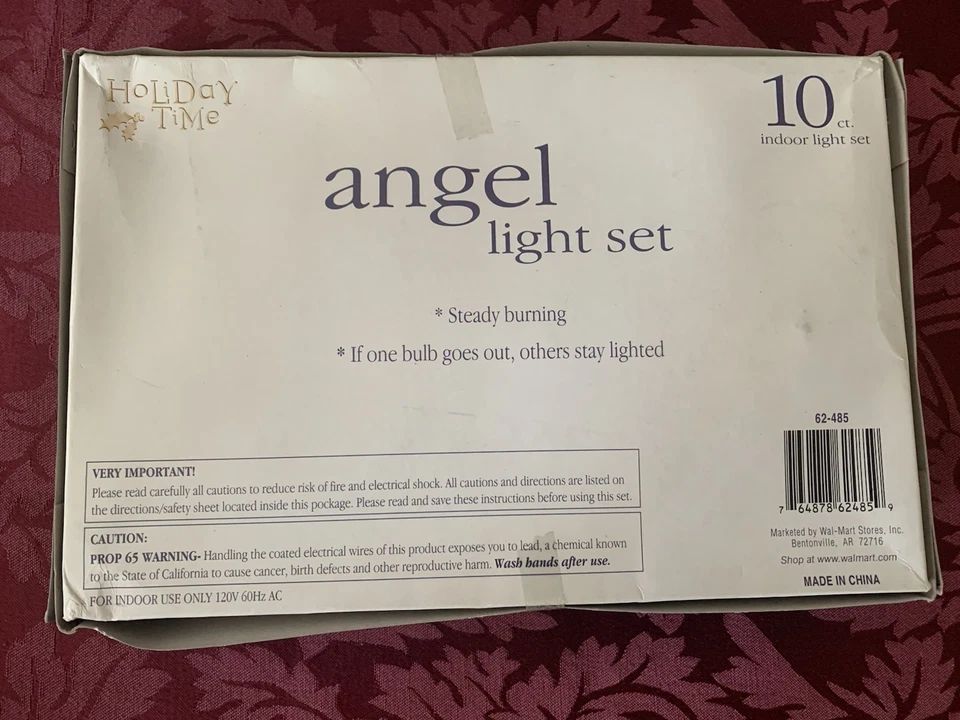 HoLiDay
TiMe
10 ct.
indoor light set
angel
light set
* Steady burning
* If one bulb goes out, others stay lighted
62-485
7 64878 62485 9
Marketed by Wal-Mart Stores, Inc.
Bentonville, AR 72716
Shop at www.walmart.com
MADE IN CHINA
VERY IMPORTANT!
Please read carefully all cautions to reduce risk of fire and electrical shock. All cautions and directions are listed on
the directions/safety sheet located inside this pockage. Please read and save these instructions before using this set.
CAUTION:
PROP 65 WARNING- Handling the coated electrical wires of this product exposes you to lead, a chemical known
to the State of California to cause cancer, birth defects and other reproductive harm. Wash hands after use.
FOR INDOOR USE ONLY 120V 60Hz AC